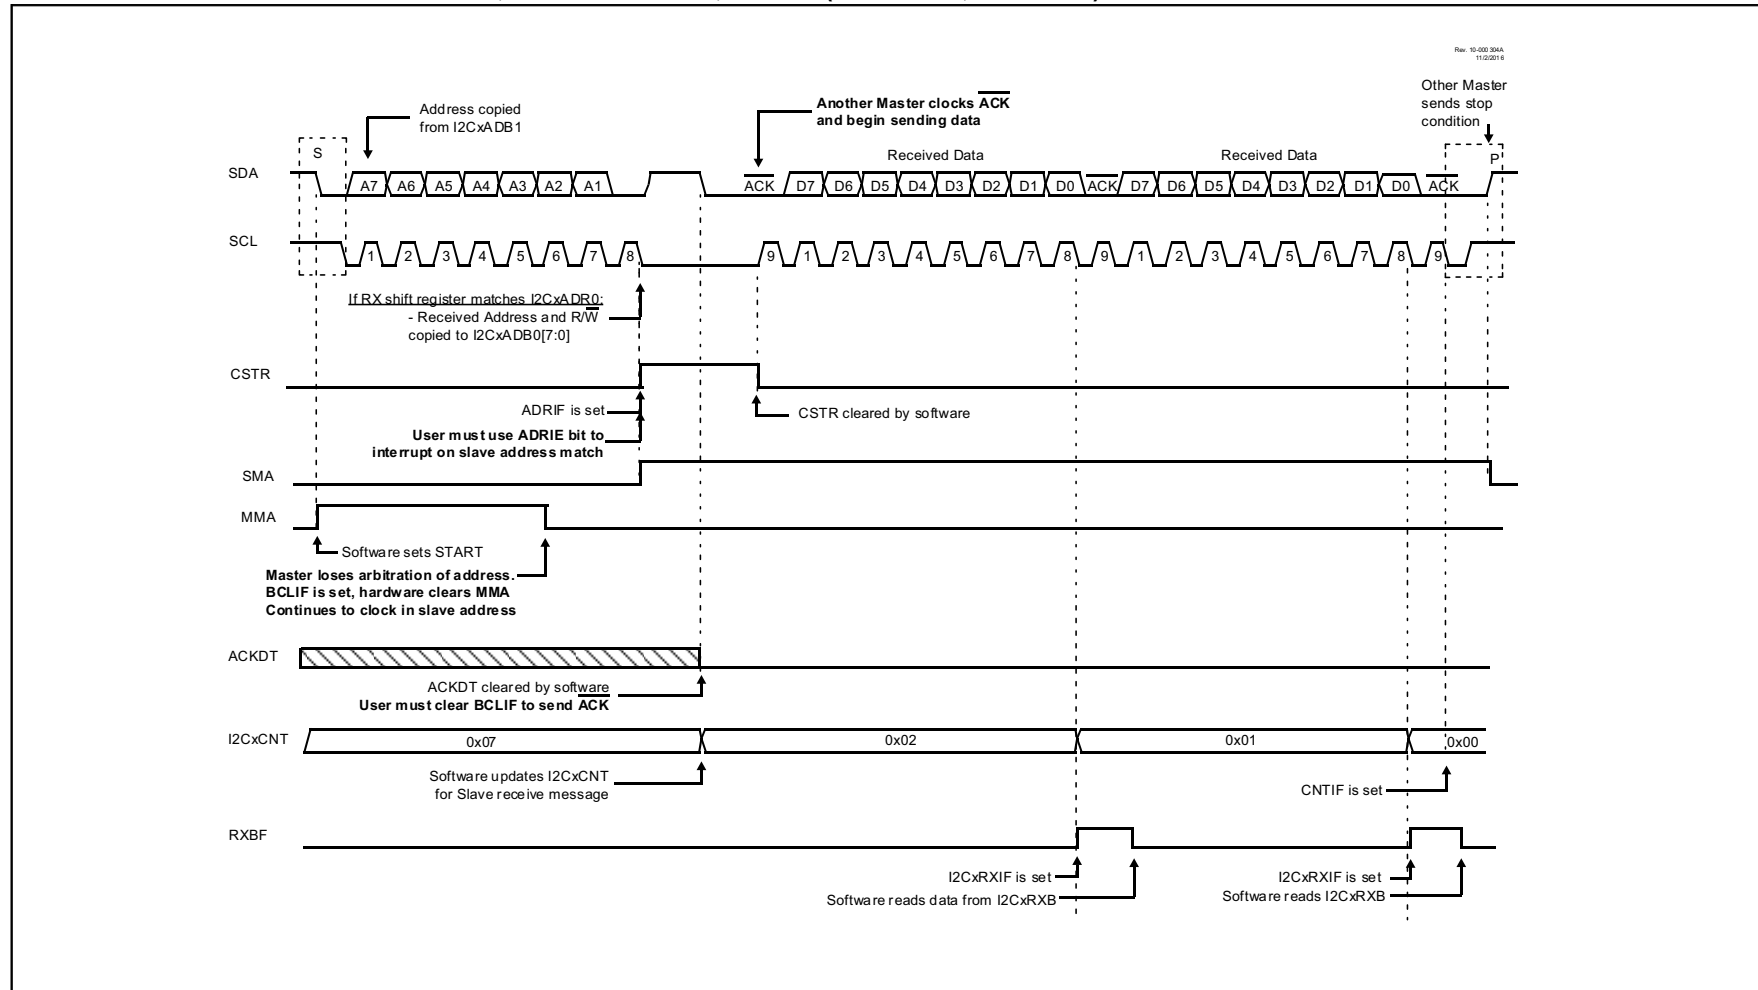 Rev. 10-000 304A
11/2/2016
Other Master
sends stop
condition
Address copied
from I2CxADB1
Another Master clocks ACK
and begin sending data
S
Received Data
Received Data
P
SDA
A7 A6 A5 A4 A3 A2 A1 ACK D7 D6 D5 D4 D3 D2 D1 D0 ACK D7 D6 D5 D4 D3 D2 D1 D0 ACK
SCL
1 2 3 4 5 6 7 8 9 1 2 3 4 5 6 7 8 9 1 2 3 4 5 6 7 8 9
If RX shift register matches I2CxADR0:
- Received Address and R/W
copied to I2CxADB0[7:0]
CSTR
ADRIF is set
CSTR cleared by software
User must use ADRIE bit to
interrupt on slave address match
SMA
MMA
Software sets START
Master loses arbitration of address.
BCLIF is set, hardware clears MMA
Continues to clock in slave address
ACKDT
ACKDT cleared by software
User must clear BCLIF to send ACK
I2CxCNT
0x07 0x02 0x01 0x00
Software updates I2CxCNT
for Slave receive message
CNTIF is set
RXBF
I2CxRXIF is set
Software reads data from I2CxRXB
I2CxRXIF is set
Software reads I2CxRXB